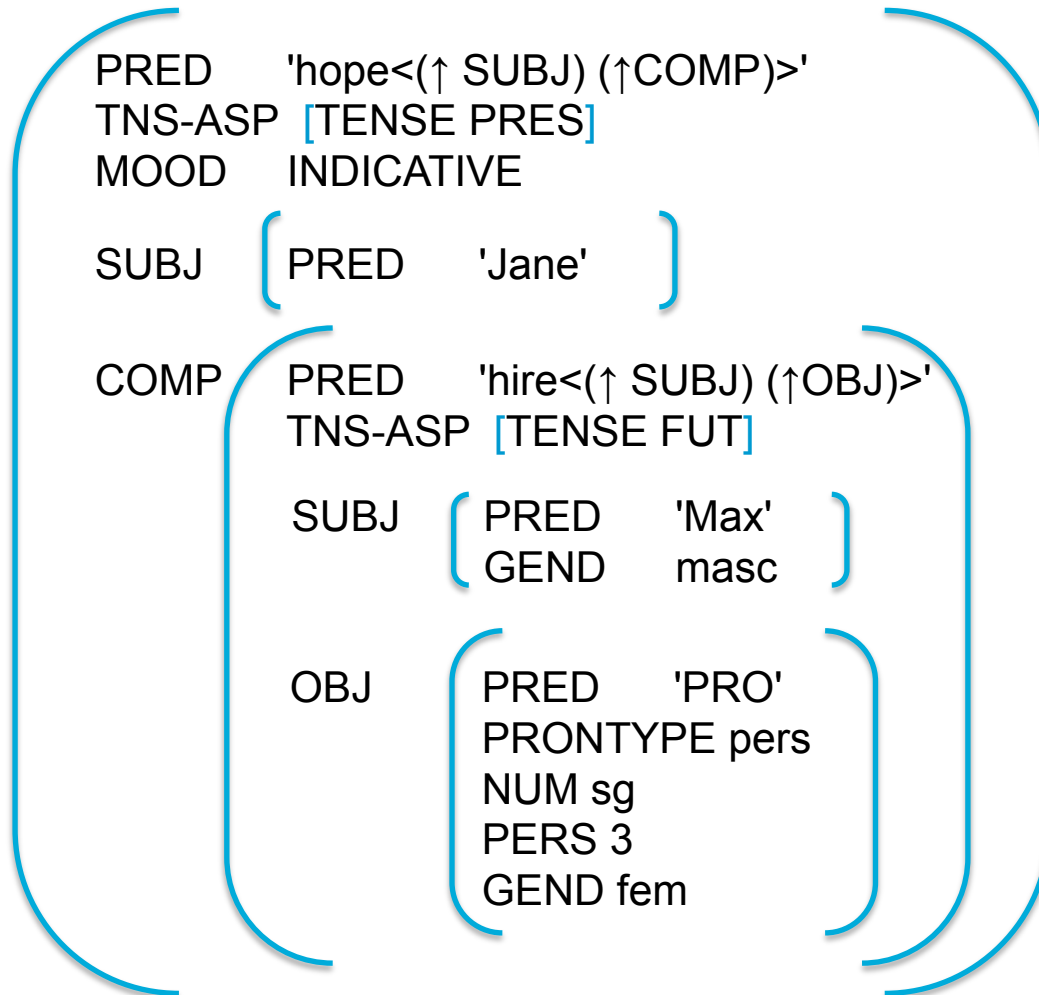 PRED 'hope<(↑ SUBJ) (↑COMP)>'
TNS-ASP [TENSE PRES]
MOOD INDICATIVE
SUBJ PRED 'Jane'
COMP PRED 'hire<(↑ SUBJ) (↑OBJ)>'
TNS-ASP [TENSE FUT]
SUBJ PRED 'Max'
GEND masc
OBJ PRED 'PRO'
PRONTYPE pers
NUM sg
PERS 3
GEND fem